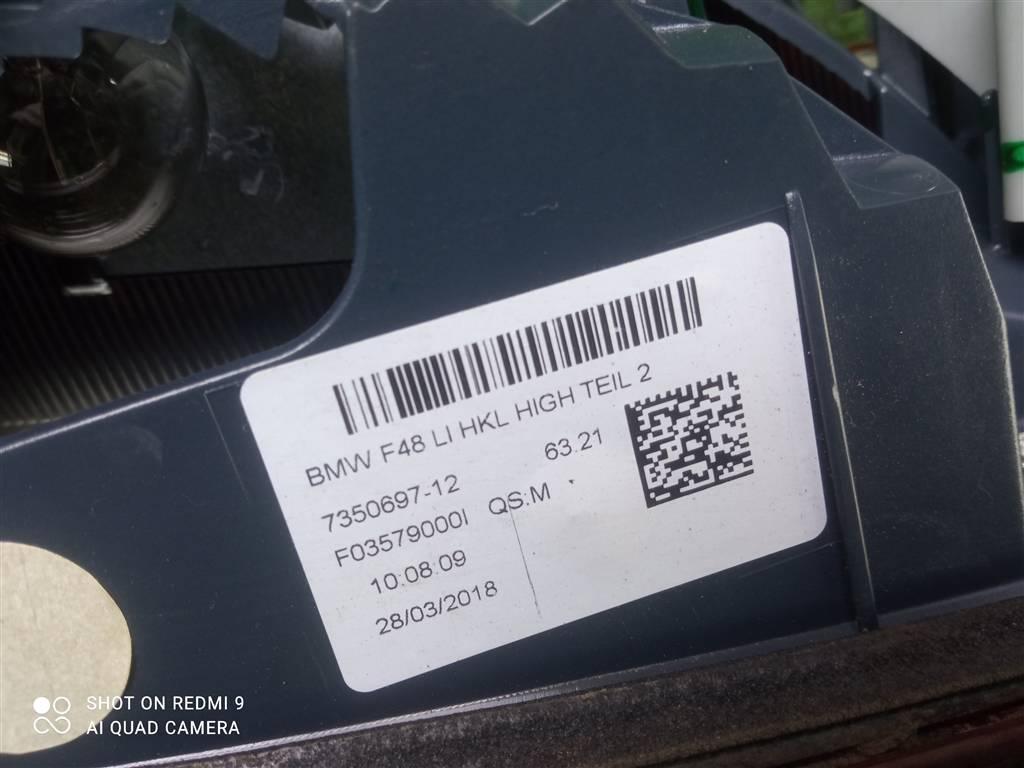 BMW F48 LI HKL HIGH TEIL 2
7350697-12 63.21
F03579000I QS:M
10:08:09
28/03/2018
SHOT ON REDMI 9
AI QUAD CAMERA